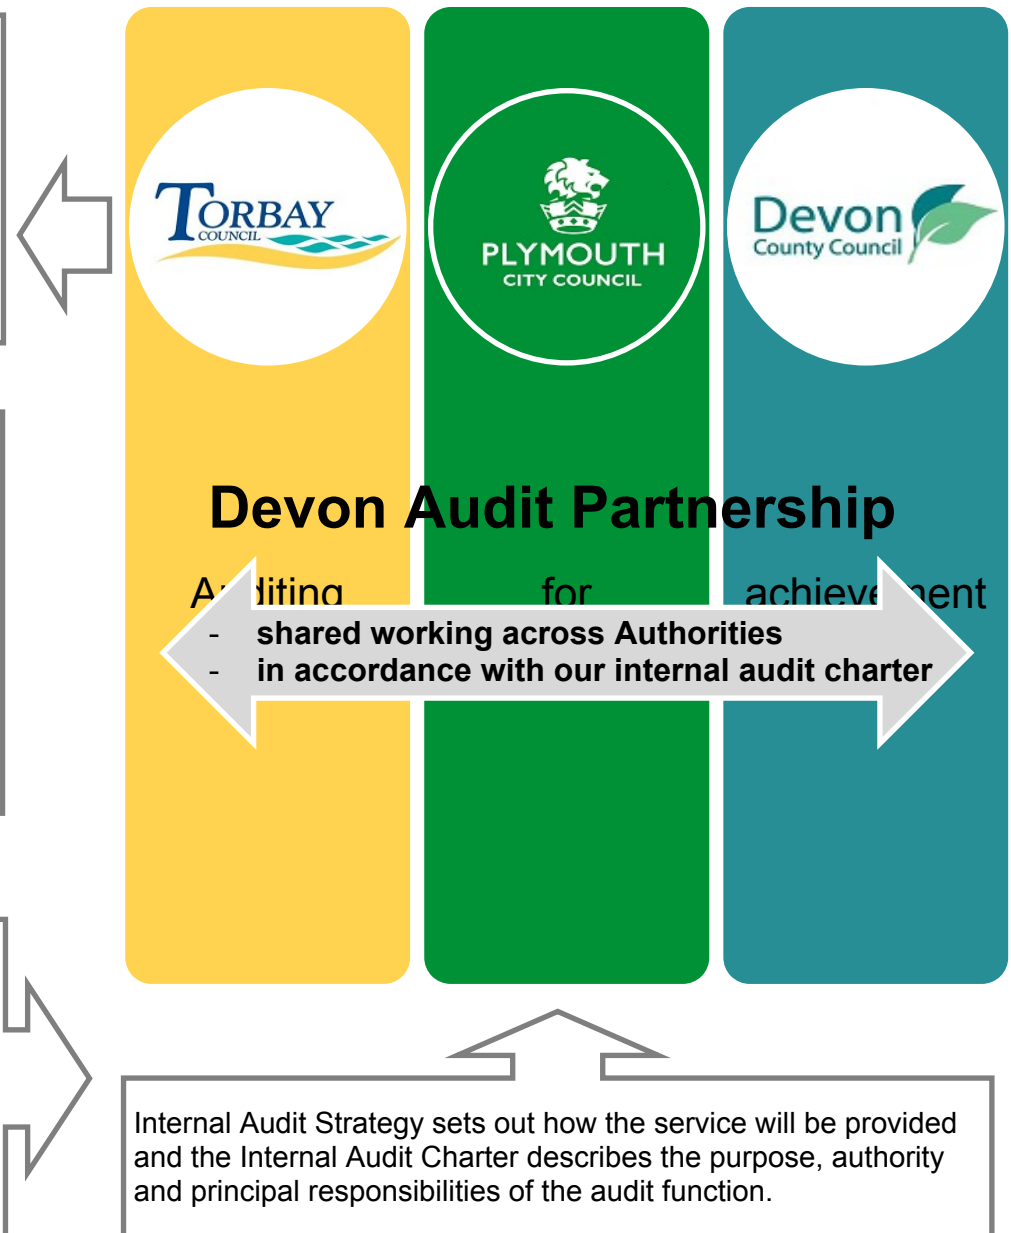 TORBAY
COUNCIL
PLYMOUTH
CITY COUNCIL
Devon
County Council
Devon Audit Partnership
Auditing for achievement
- shared working across Authorities
- in accordance with our internal audit charter
Internal Audit Strategy sets out how the service will be provided
and the Internal Audit Charter describes the purpose, authority
and principal responsibilities of the audit function.